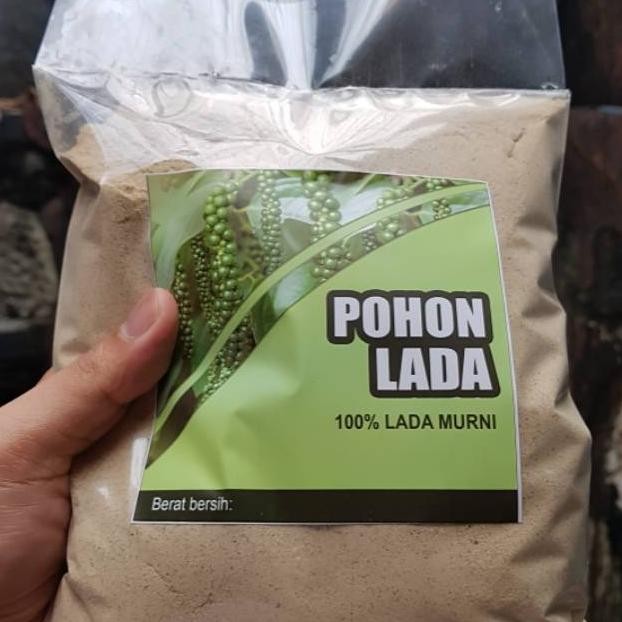 POHON
LADA
100% LADA MURNI
Berat bersih: